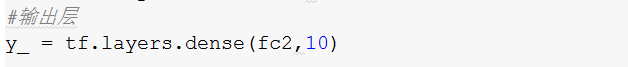 #输出层
y_ = tf.layers.dense(fc2,10)